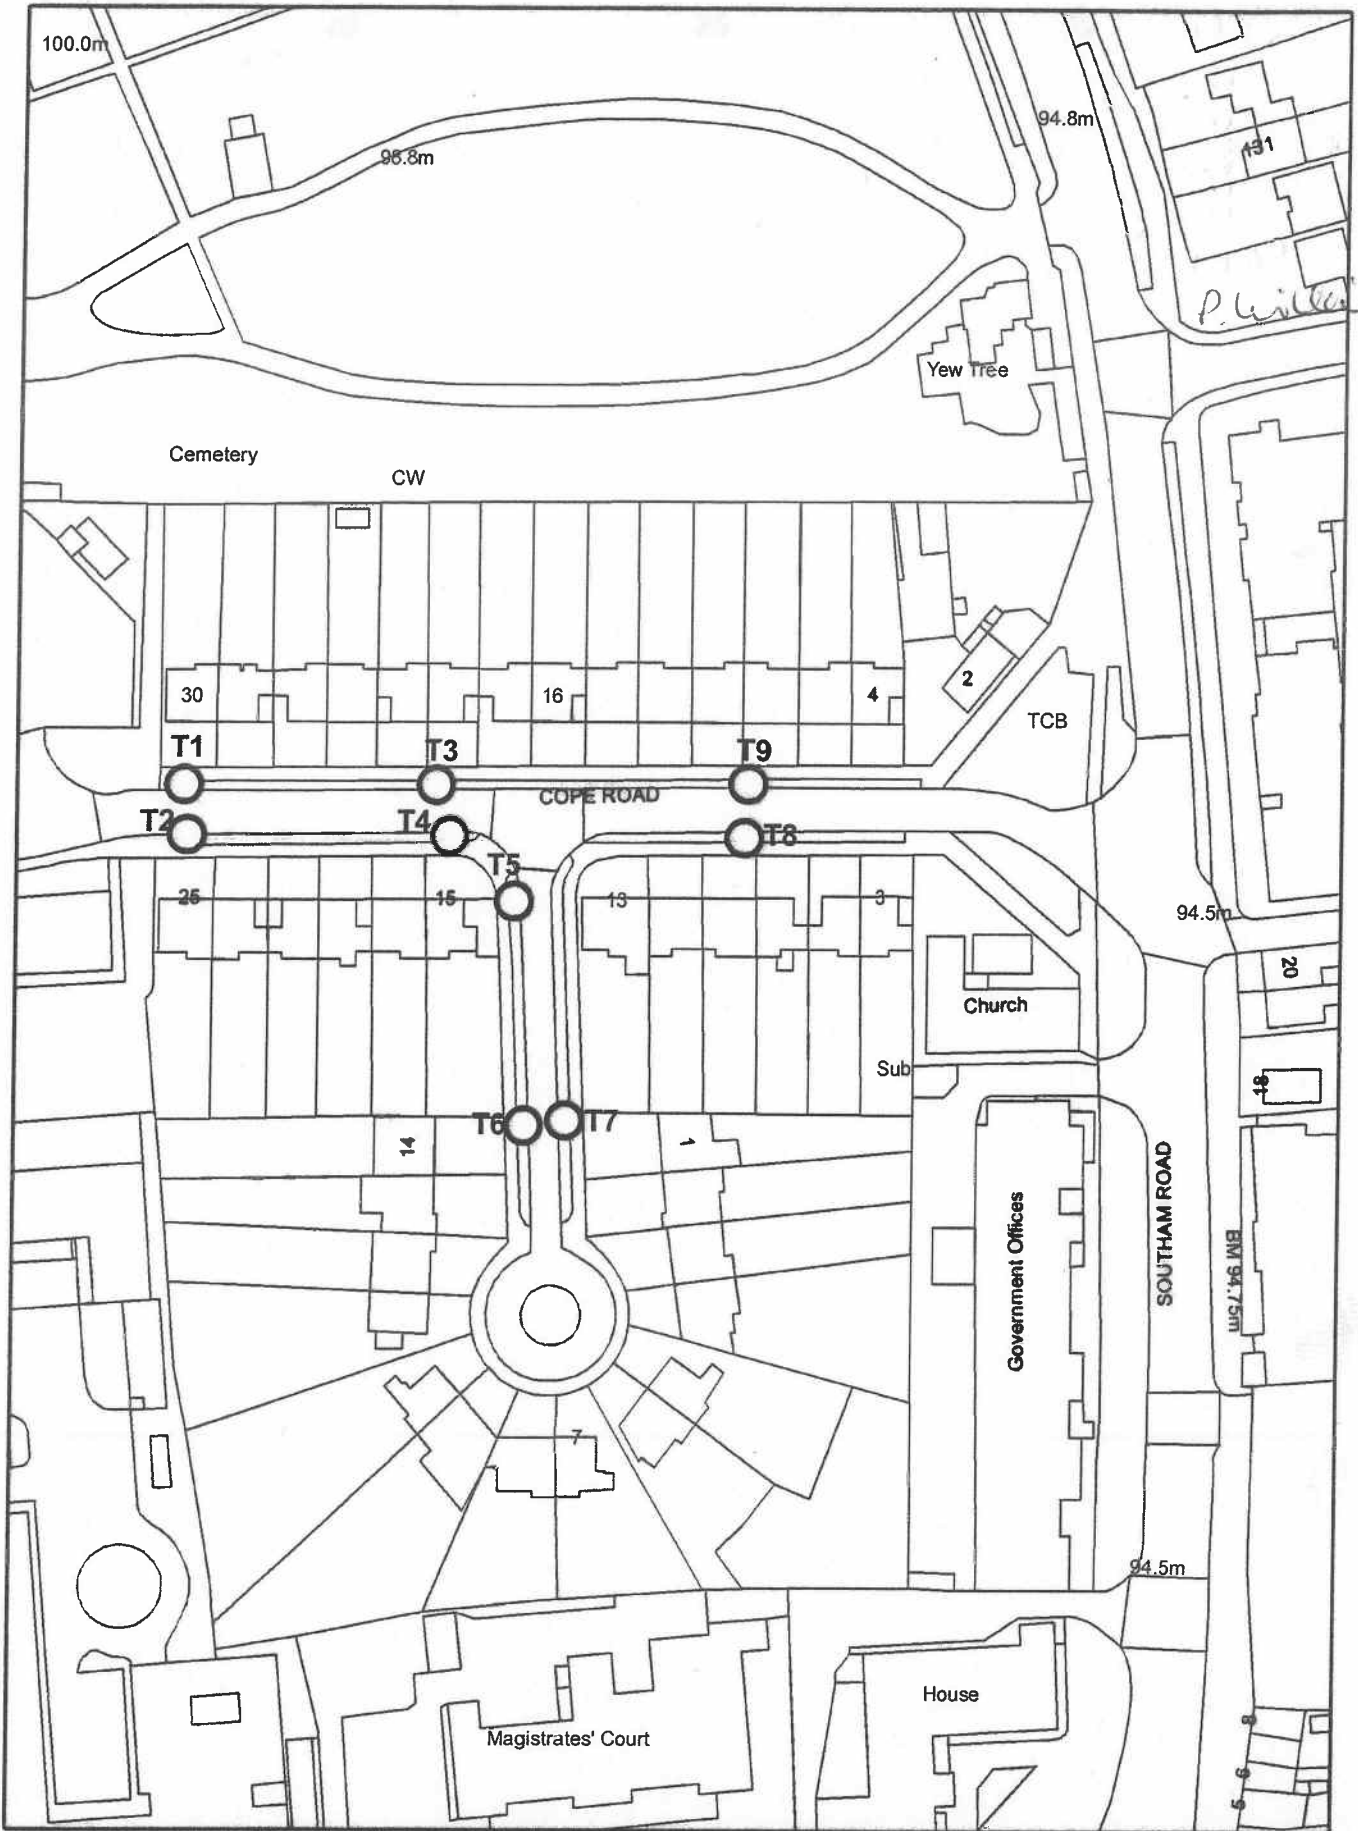 100.0m
94.8m
98.8m
131
Yew Tree
Cemetery
CW
30
16
4
2
TCB
T1
T3
T9
COPE ROAD
T2
T4
T8
T5
25
15
13
3
94.5m
20
Church
Sub
18
T6
T7
14
1
Government Offices
SOUTHAM ROAD
BM 94.75m
7
94.5m
House
Magistrates' Court
8
6
5